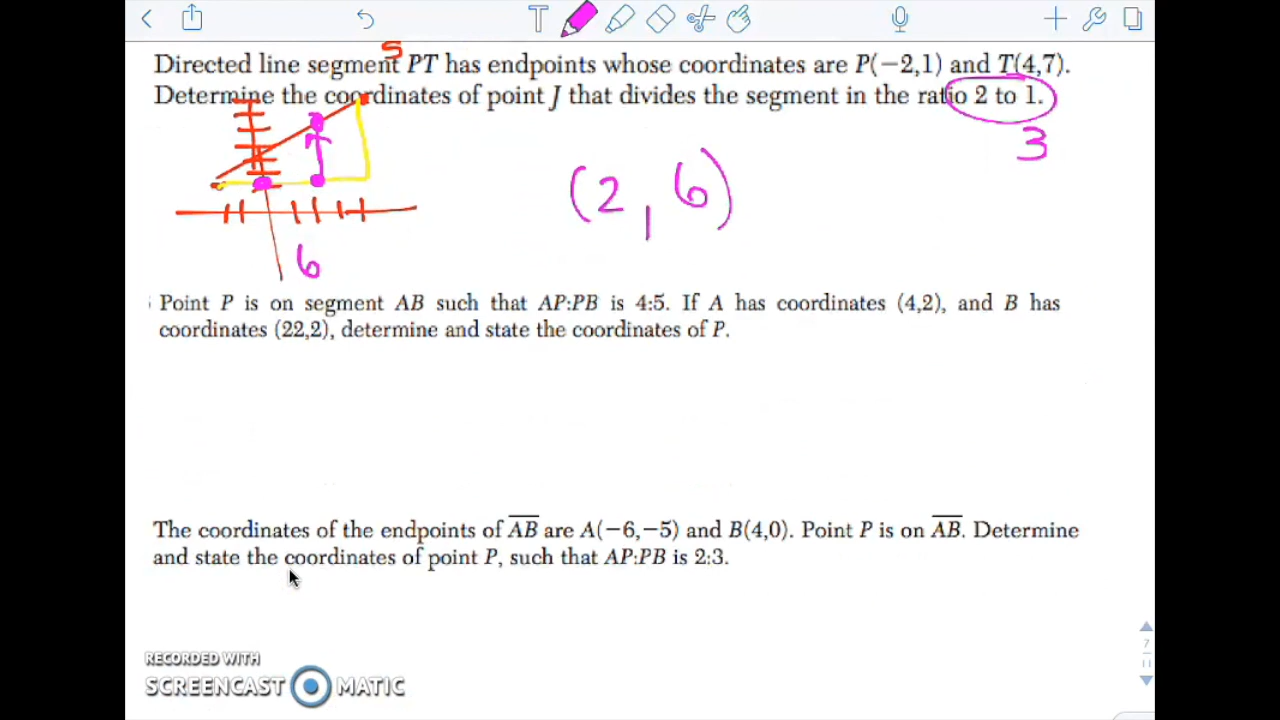 5
Directed line segment PT has endpoints whose coordinates are P(−2,1) and T(4,7).
Determine the coordinates of point J that divides the segment in the ratio 2 to 1.
3
(2, 6)
6
Point P is on segment AB such that AP:PB is 4:5. If A has coordinates (4,2), and B has
coordinates (22,2), determine and state the coordinates of P.
The coordinates of the endpoints of AB are A(−6,−5) and B(4,0). Point P is on AB. Determine
and state the coordinates of point P, such that AP:PB is 2:3.
7
11
RECORDED WITH
SCREENCAST MATIC